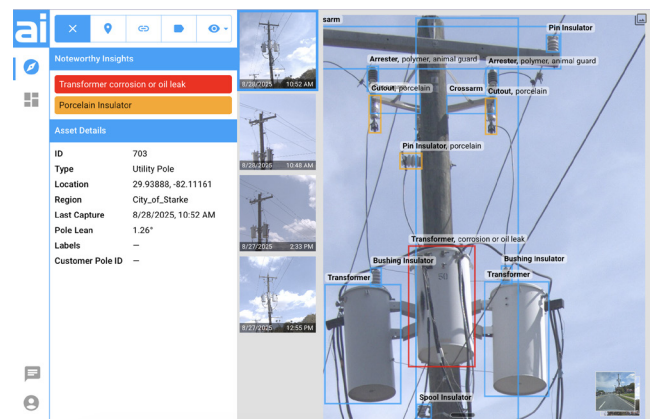 ai
Noteworthy Insights
Transformer corrosion or oil leak
Porcelain Insulator
Asset Details
ID 703
Type Utility Pole
Location 29.93888, -82.11161
Region City_of_Starke
Last Capture 8/28/2025, 10:52 AM
Pole Lean 1.26°
Labels —
Customer Pole ID —
8/28/2025 10:52 AM
8/28/2025 10:48 AM
8/27/2025 2:33 PM
8/27/2025 12:55 PM
sarm
Pin Insulator
Arrester, polymer, animal guard
Arrester, polymer, animal guard
Cutout, porcelain
Crossarm
Cutout, porcelain
Pin Insulator, porcelain
Transformer, corrosion or oil leak
Bushing Insulator
Bushing Insulator
Transformer
Transformer
Spool Insulator